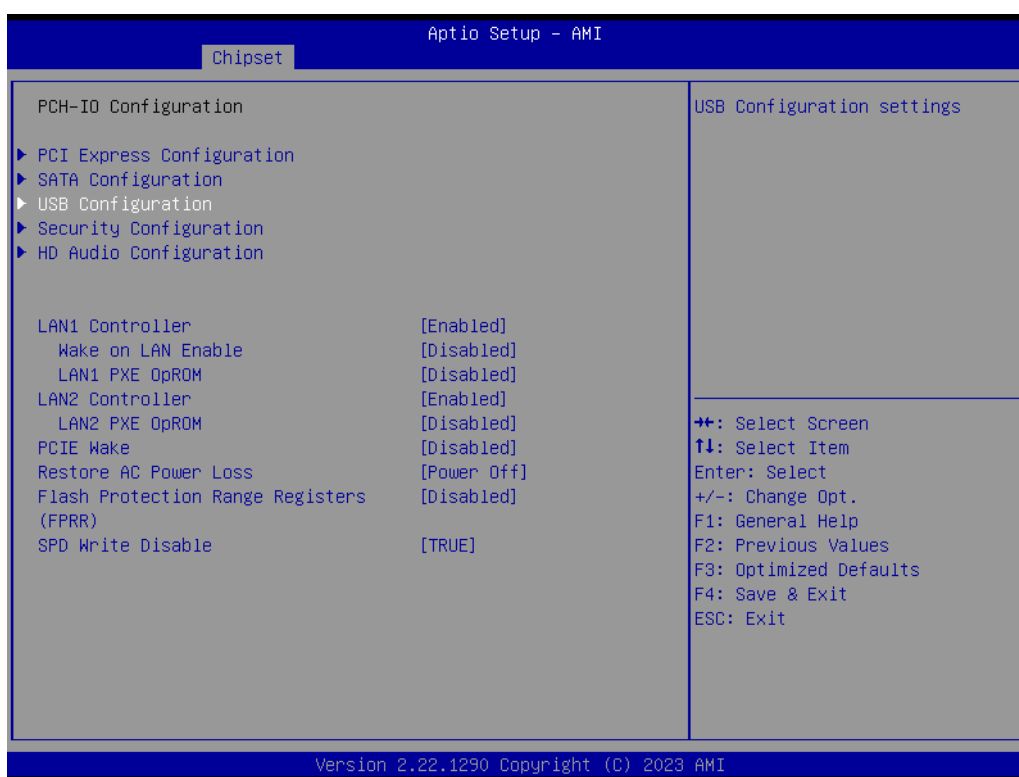 Aptio Setup – AMI
Chipset
PCH-IO Configuration
USB Configuration settings
▶ PCI Express Configuration
▶ SATA Configuration
▶ USB Configuration
▶ Security Configuration
▶ HD Audio Configuration
LAN1 Controller [Enabled]
Wake on LAN Enable [Disabled]
LAN1 PXE OpROM [Disabled]
LAN2 Controller [Enabled]
LAN2 PXE OpROM [Disabled]
PCIE Wake [Disabled]
Restore AC Power Loss [Power Off]
Flash Protection Range Registers [Disabled]
(FPRR)
SPD Write Disable [TRUE]
→←: Select Screen
↑↓: Select Item
Enter: Select
+/-: Change Opt.
F1: General Help
F2: Previous Values
F3: Optimized Defaults
F4: Save & Exit
ESC: Exit
Version 2.22.1290 Copyright (C) 2023 AMI